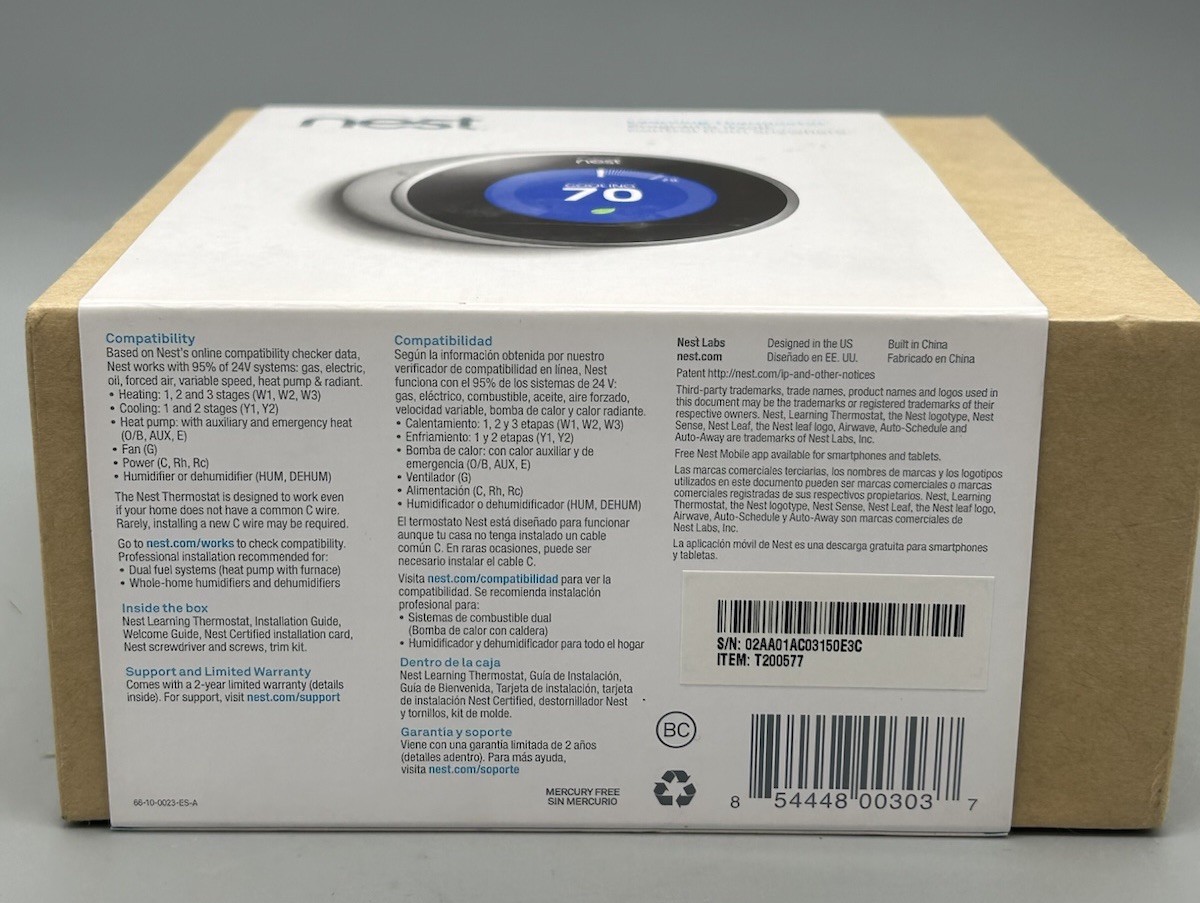 nest
nest
COOLING
70
Compatibility
Based on Nest's online compatibility checker data,
Nest works with 95% of 24V systems: gas, electric,
oil, forced air, variable speed, heat pump & radiant.
• Heating: 1, 2 and 3 stages (W1, W2, W3)
• Cooling: 1 and 2 stages (Y1, Y2)
• Heat pump: with auxiliary and emergency heat
(O/B, AUX, E)
• Fan (G)
• Power (C, Rh, Rc)
• Humidifier or dehumidifier (HUM, DEHUM)
The Nest Thermostat is designed to work even
if your home does not have a common C wire.
Rarely, installing a new C wire may be required.
Go to nest.com/works to check compatibility.
Professional installation recommended for:
• Dual fuel systems (heat pump with furnace)
• Whole-home humidifiers and dehumidifiers
Inside the box
Nest Learning Thermostat, Installation Guide,
Welcome Guide, Nest Certified installation card,
Nest screwdriver and screws, trim kit.
Support and Limited Warranty
Comes with a 2-year limited warranty (details
inside). For support, visit nest.com/support
66-10-0023-ES-A
Compatibilidad
Según la información obtenida por nuestro
verificador de compatibilidad en línea, Nest
funciona con el 95% de los sistemas de 24 V:
gas, eléctrico, combustible, aceite, aire forzado,
velocidad variable, bomba de calor y calor radiante.
• Calentamiento: 1, 2 y 3 etapas (W1, W2, W3)
• Enfriamiento: 1 y 2 etapas (Y1, Y2)
• Bomba de calor: con calor auxiliar y de
emergencia (O/B, AUX, E)
• Ventilador (G)
• Alimentación (C, Rh, Rc)
• Humidificador o dehumidificador (HUM, DEHUM)
El termostato Nest está diseñado para funcionar
aunque tu casa no tenga instalado un cable
común C. En raras ocasiones, puede ser
necesario instalar el cable C.
Visita nest.com/compatibilidad para ver la
compatibilidad. Se recomienda instalación
profesional para:
• Sistemas de combustible dual
(Bomba de calor con caldera)
• Humidificador y dehumidificador para todo el hogar
Dentro de la caja
Nest Learning Thermostat, Guía de Instalación,
Guía de Bienvenida, Tarjeta de instalación, tarjeta
de instalación Nest Certified, destornillador Nest
y tornillos, kit de molde.
Garantía y soporte
Viene con una garantía limitada de 2 años
(detalles adentro). Para más ayuda,
visita nest.com/soporte
MERCURY FREE
SIN MERCURIO
Nest Labs Designed in the US Built in China
nest.com Diseñado en EE. UU. Fabricado en China
Patent http://nest.com/ip-and-other-notices
Third-party trademarks, trade names, product names and logos used in
this document may be the trademarks or registered trademarks of their
respective owners. Nest, Learning Thermostat, the Nest logotype, Nest
Sense, Nest Leaf, the Nest leaf logo, Airwave, Auto-Schedule and
Auto-Away are trademarks of Nest Labs, Inc.
Free Nest Mobile app available for smartphones and tablets.
Las marcas comerciales terciarias, los nombres de marcas y los logotipos
utilizados en este documento pueden ser marcas comerciales o marcas
comerciales registradas de sus respectivos propietarios. Nest, Learning
Thermostat, the Nest logotype, Nest Sense, Nest Leaf, the Nest leaf logo,
Airwave, Auto-Schedule y Auto-Away son marcas comerciales de
Nest Labs, Inc.
La aplicación móvil de Nest es una descarga gratuita para smartphones
y tabletas.
S/N: 02AA01AC03150E3C
ITEM: T200577
BC
8 54448 00303 7